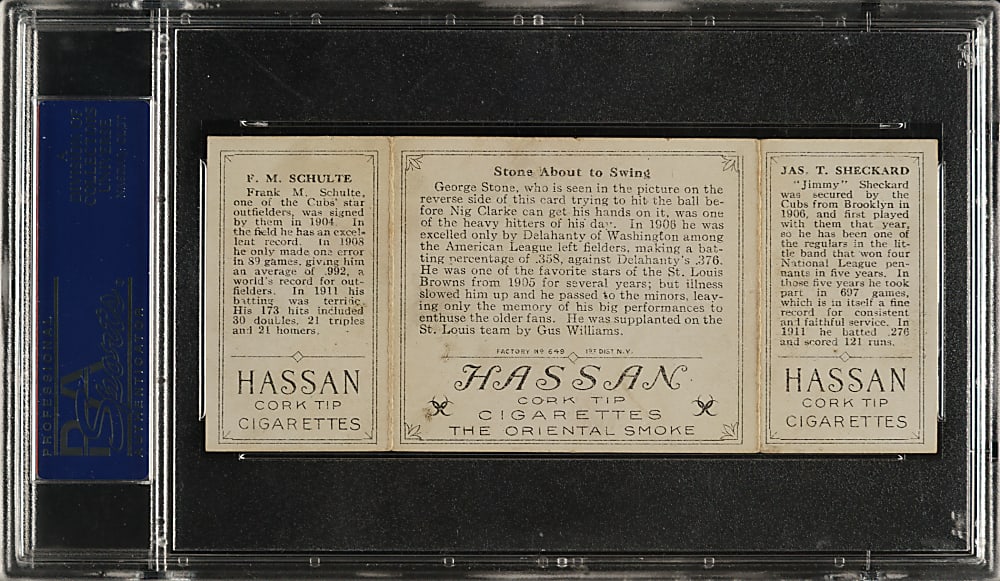 F. M. SCHULTE
Frank M. Schulte,
one of the Cubs' star
outfielders, was signed
by them in 1904. In
the field he has an excel-
lent record. In 1908
he only made one error
in 89 games, giving him
an average of .992, a
world's record for out-
fielders. In 1911 his
batting was terrific.
His 173 hits included
30 doubles, 21 triples
and 21 homers.
HASSAN
CORK TIP
CIGARETTES
Stone About to Swing
George Stone, who is seen in the picture on the
reverse side of this card trying to hit the ball be-
fore Nig Clarke can get his hands on it, was one
of the heavy hitters of his day. In 1906 he was
excelled only by Delahanty of Washington among
the American League left fielders, making a bat-
ting percentage of .358, against Delahanty's .376.
He was one of the favorite stars of the St. Louis
Browns from 1905 for several years; but illness
slowed him up and he passed to the minors, leav-
ing only the memory of his big performances to
enthuse the older fans. He was supplanted on the
St. Louis team by Gus Williams.
FACTORY Nº 649 1ST DIST. N.Y.
HASSAN
CORK TIP
CIGARETTES
THE ORIENTAL SMOKE
JAS. T. SHECKARD
"Jimmy" Sheckard
was secured by the
Cubs from Brooklyn in
1906, and first played
with them that year,
so he has been one of
the regulars in the lit-
tle band that won four
National League pen-
nants in five years. In
those five years he took
part in 697 games,
which is in itself a fine
record for consistent
and faithful service. In
1911 he batted .276
and scored 121 runs.
HASSAN
CORK TIP
CIGARETTES
PROFESSIONAL
PSA
AUTHENTICATOR